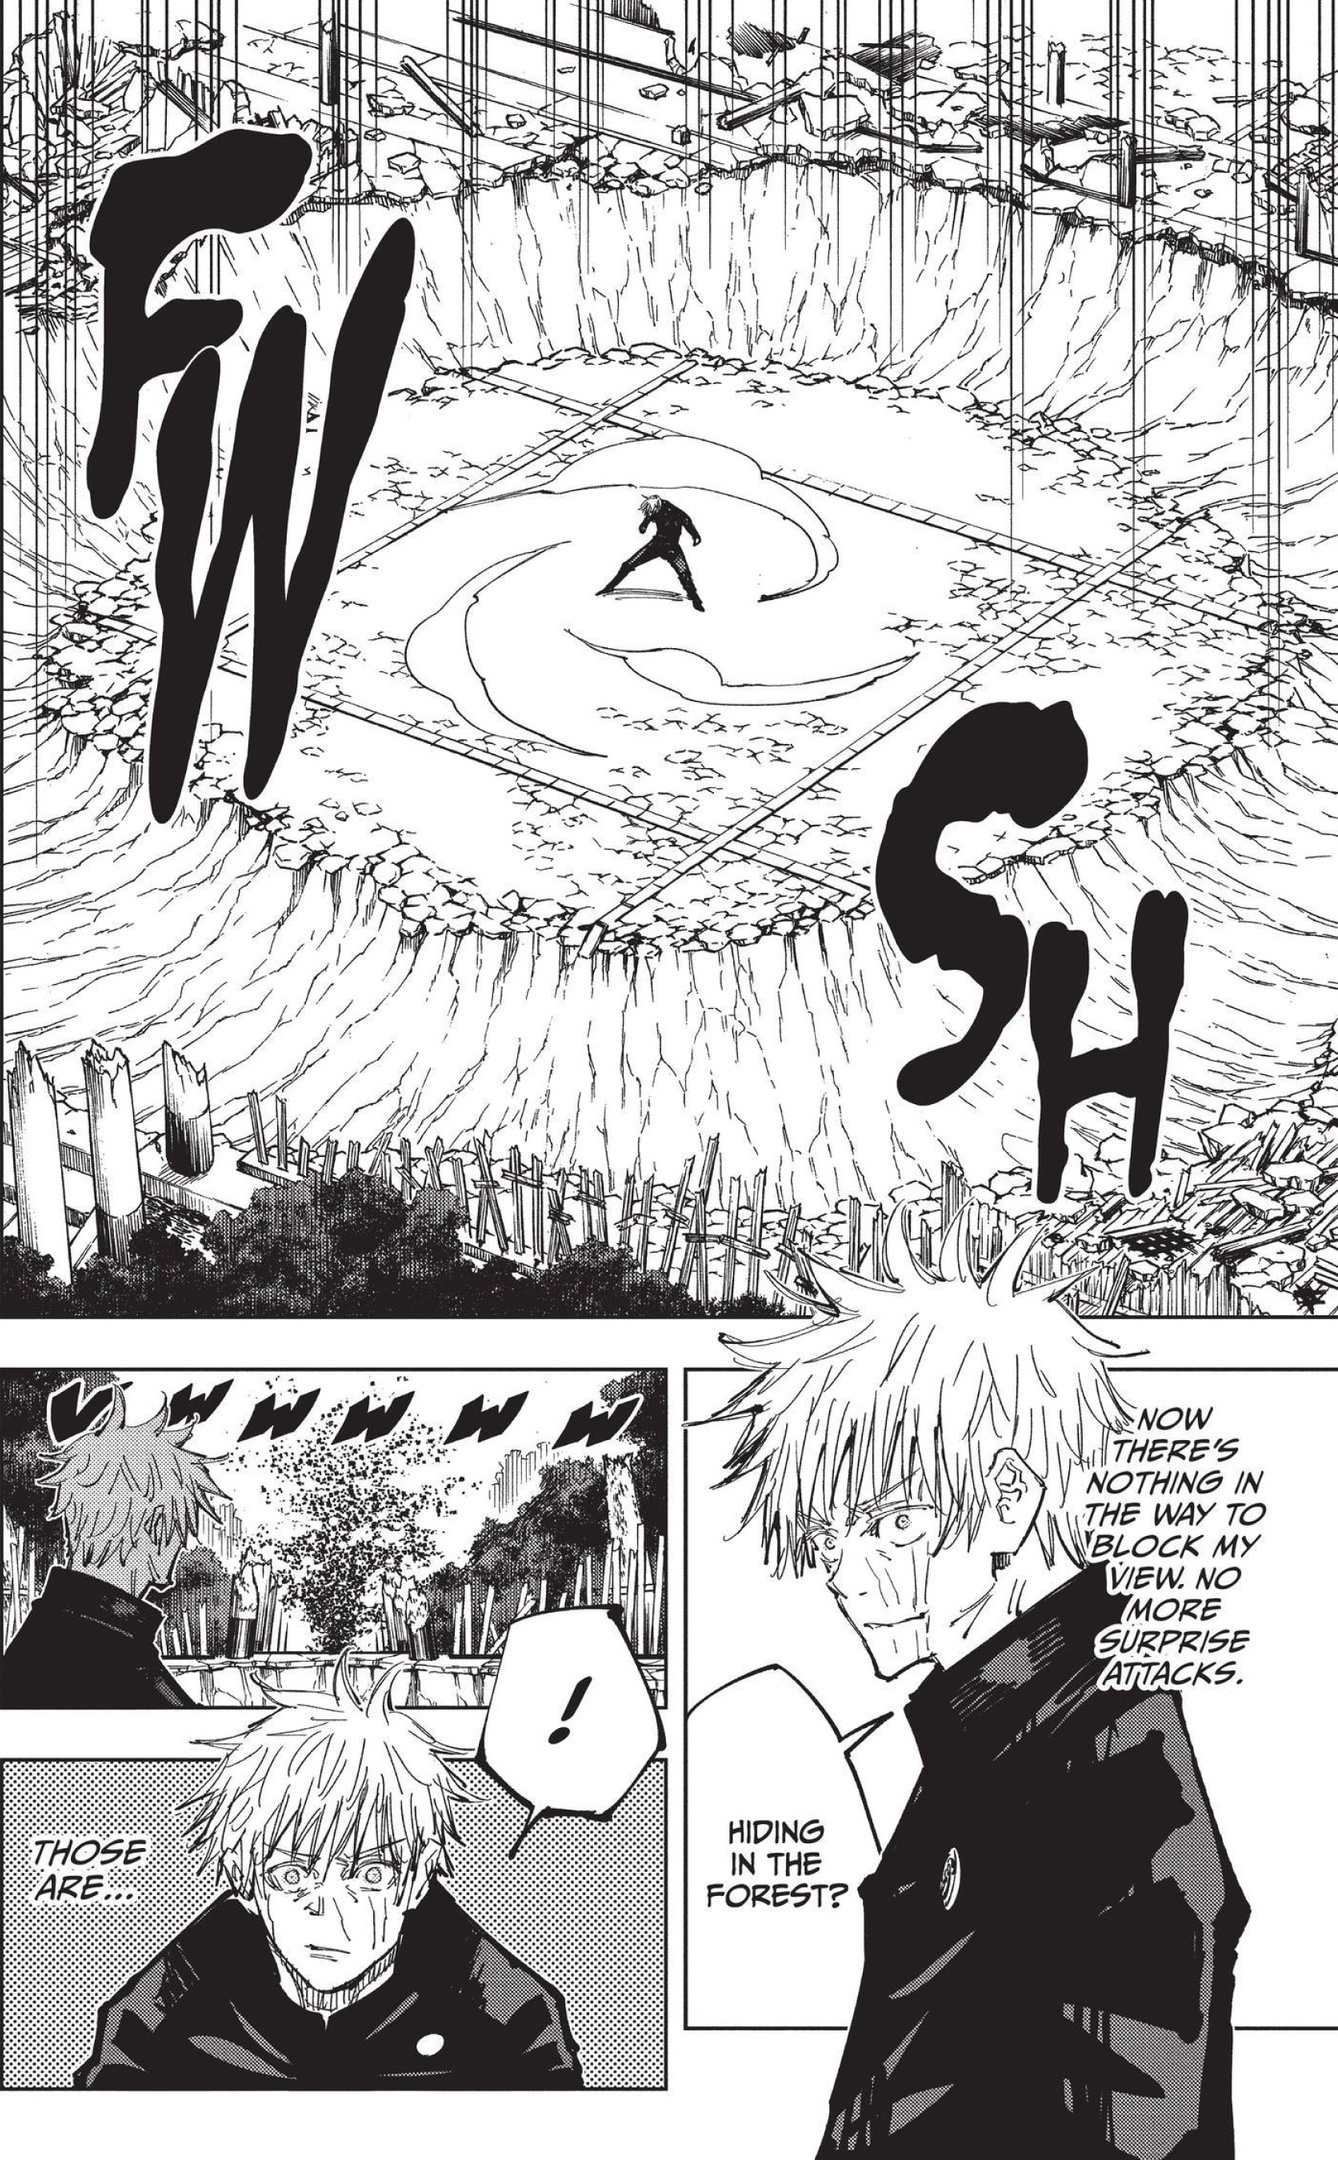 FW
SH
NOW
THERE'S
NOTHING IN
THE WAY TO
BLOCK MY
VIEW. NO
MORE
SURPRISE
ATTACKS.
HIDING
IN THE
FOREST?
VWWWWW
!
THOSE
ARE...